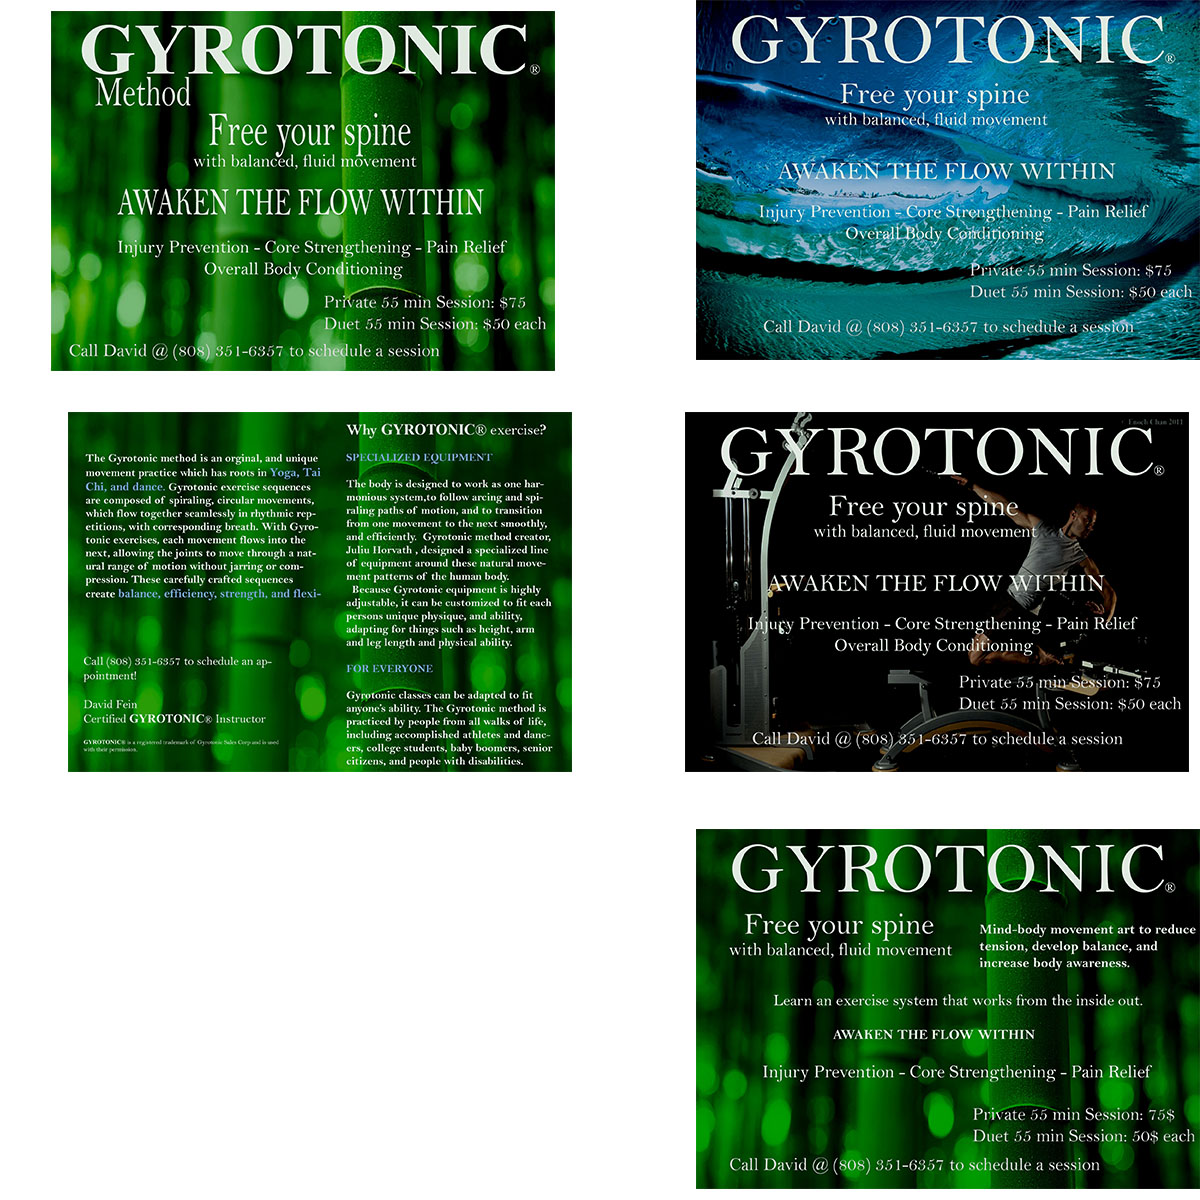 GYROTONIC®
Method
Free your spine
with balanced, fluid movement
AWAKEN THE FLOW WITHIN
Injury Prevention - Core Strengthening - Pain Relief
Overall Body Conditioning
Private 55 min Session: $75
Duet 55 min Session: $50 each
Call David @ (808) 351-6357 to schedule a session
GYROTONIC®
Free your spine
with balanced, fluid movement
AWAKEN THE FLOW WITHIN
Injury Prevention - Core Strengthening - Pain Relief
Overall Body Conditioning
Private 55 min Session: $75
Duet 55 min Session: $50 each
Call David @ (808) 351-6357 to schedule a session
The Gyrotonic method is an orginal, and unique
movement practice which has roots in Yoga, Tai
Chi, and dance. Gyrotonic exercise sequences
are composed of spiraling, circular movements,
which flow together seamlessly in rhythmic rep-
etitions, with corresponding breath. With Gyro-
tonic exercises, each movement flows into the
next, allowing the joints to move through a nat-
ural range of motion without jarring or com-
pression. These carefully crafted sequences
create balance, efficiency, strength, and flexi-
Call (808) 351-6357 to schedule an ap-
pointment!
David Fein
Certified GYROTONIC® Instructor
GYROTONIC® is a registered trademark of Gyrotonic Sales Corp and is used
with their permission.
Why GYROTONIC® exercise?
SPECIALIZED EQUIPMENT
The body is designed to work as one har-
monious system,to follow arcing and spi-
raling paths of motion, and to transition
from one movement to the next smoothly,
and efficiently. Gyrotonic method creator,
Juliu Horvath , designed a specialized line
of equipment around these natural move-
ment patterns of the human body.
Because Gyrotonic equipment is highly
adjustable, it can be customized to fit each
persons unique physique, and ability,
adapting for things such as height, arm
and leg length and physical ability.
FOR EVERYONE
Gyrotonic classes can be adapted to fit
anyone's ability. The Gyrotonic method is
practiced by people from all walks of life,
including accomplished athletes and danc-
ers, college students, baby boomers, senior
citizens, and people with disabilities.
© Enoch Chan 2011
GYROTONIC®
Free your spine
with balanced, fluid movement
AWAKEN THE FLOW WITHIN
Injury Prevention - Core Strengthening - Pain Relief
Overall Body Conditioning
Private 55 min Session: $75
Duet 55 min Session: $50 each
Call David @ (808) 351-6357 to schedule a session
GYROTONIC®
Free your spine
with balanced, fluid movement
Mind-body movement art to reduce
tension, develop balance, and
increase body awareness.
Learn an exercise system that works from the inside out.
AWAKEN THE FLOW WITHIN
Injury Prevention - Core Strengthening - Pain Relief
Private 55 min Session: 75$
Duet 55 min Session: 50$ each
Call David @ (808) 351-6357 to schedule a session